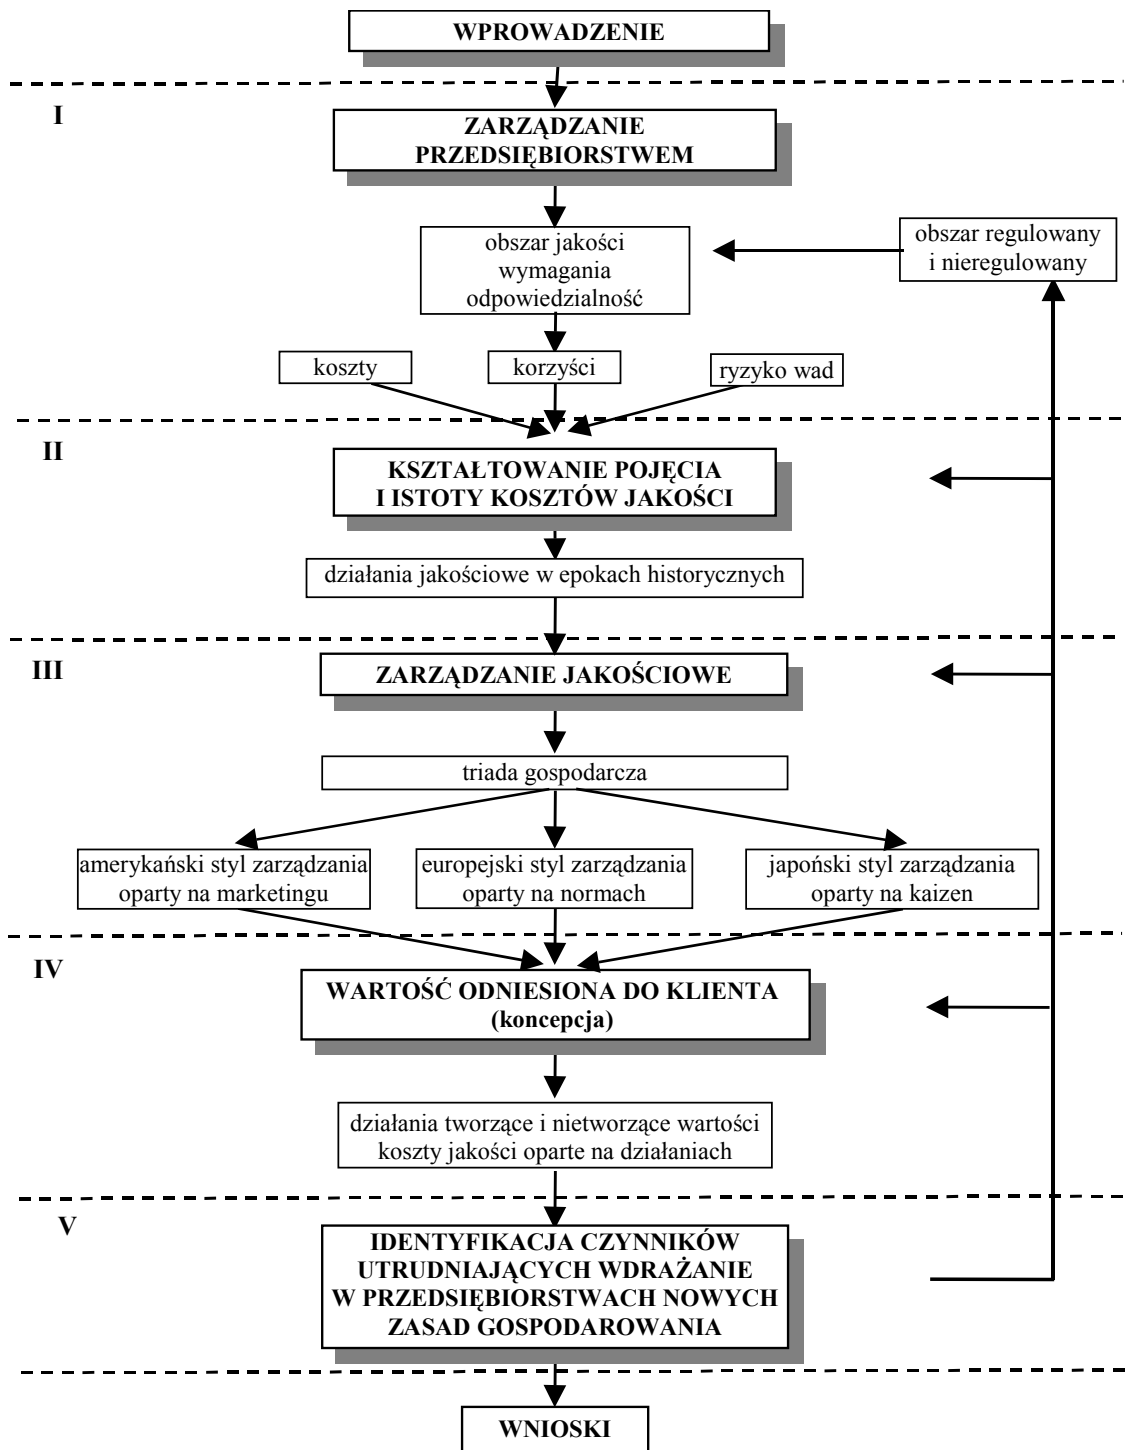 WPROWADZENIE
I
ZARZĄDZANIE
PRZEDSIĘBIORSTWEM
obszar jakości
wymagania
odpowiedzialność
obszar regulowany
i nieregulowany
koszty
korzyści
ryzyko wad
II
KSZTAŁTOWANIE POJĘCIA
I ISTOTY KOSZTÓW JAKOŚCI
działania jakościowe w epokach historycznych
III
ZARZĄDZANIE JAKOŚCIOWE
triada gospodarcza
amerykański styl zarządzania
oparty na marketingu
europejski styl zarządzania
oparty na normach
japoński styl zarządzania
oparty na kaizen
IV
WARTOŚĆ ODNIESIONA DO KLIENTA
(koncepcja)
działania tworzące i nietworzące wartości
koszty jakości oparte na działaniach
V
IDENTYFIKACJA CZYNNIKÓW
UTRUDNIAJĄCYCH WDRAŻANIE
W PRZEDSIĘBIORSTWACH NOWYCH
ZASAD GOSPODAROWANIA
WNIOSKI